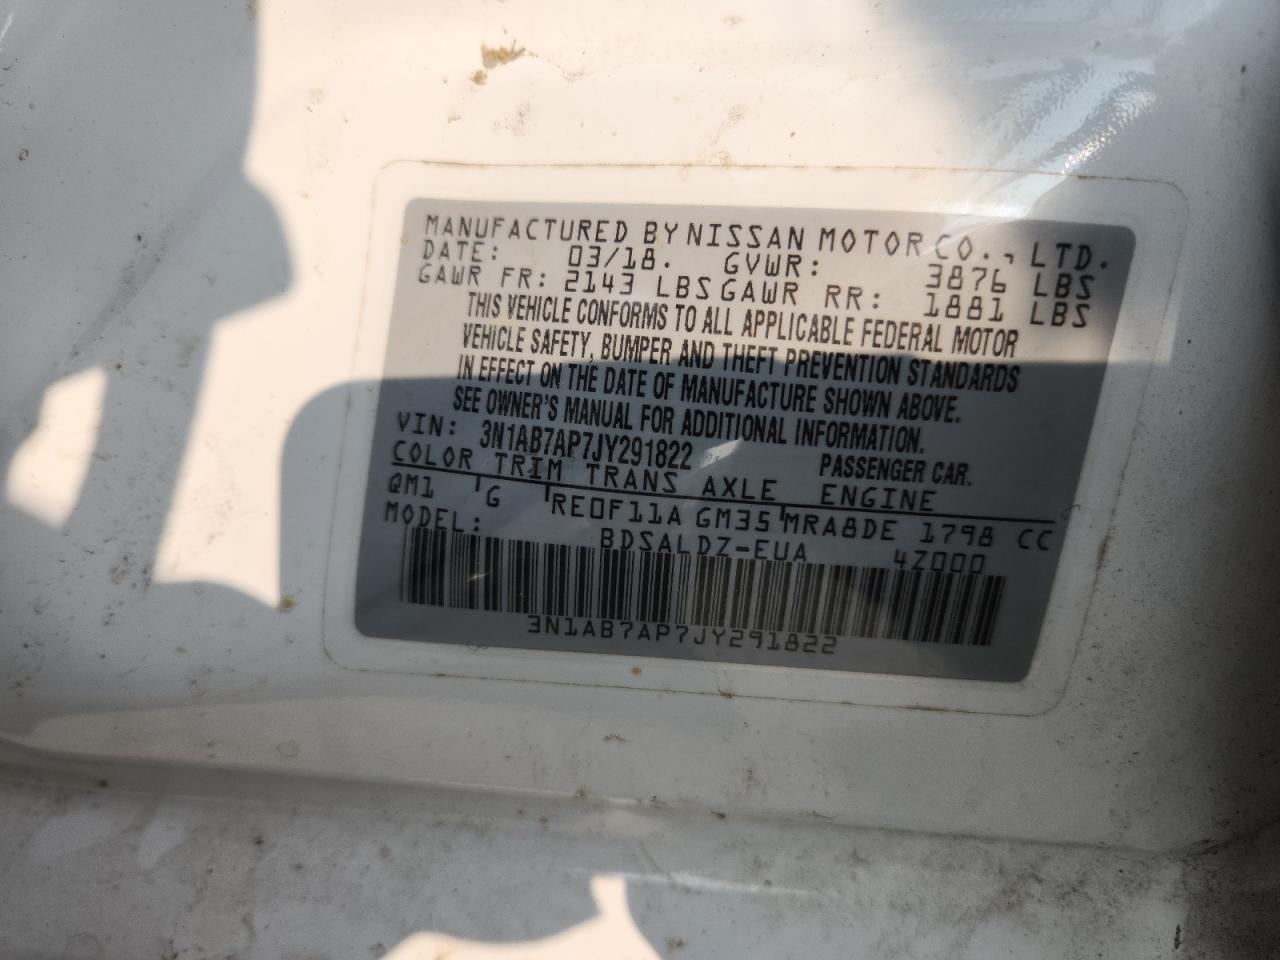 MANUFACTURED BY NISSAN MOTOR CO., LTD.
DATE: 03/18. GVWR: 3876 LBS
GAWR FR: 2143 LBS GAWR RR: 1881 LBS
THIS VEHICLE CONFORMS TO ALL APPLICABLE FEDERAL MOTOR
VEHICLE SAFETY, BUMPER AND THEFT PREVENTION STANDARDS
IN EFFECT ON THE DATE OF MANUFACTURE SHOWN ABOVE.
SEE OWNER'S MANUAL FOR ADDITIONAL INFORMATION.
VIN: 3N1AB7AP7JY291822 PASSENGER CAR.
COLOR TRIM TRANS AXLE ENGINE
QM1 G RE0F11A GM35 MRA8DE 1798 CC
MODEL: BDSALDZ-EUA 4Z000
3N1AB7AP7JY291822